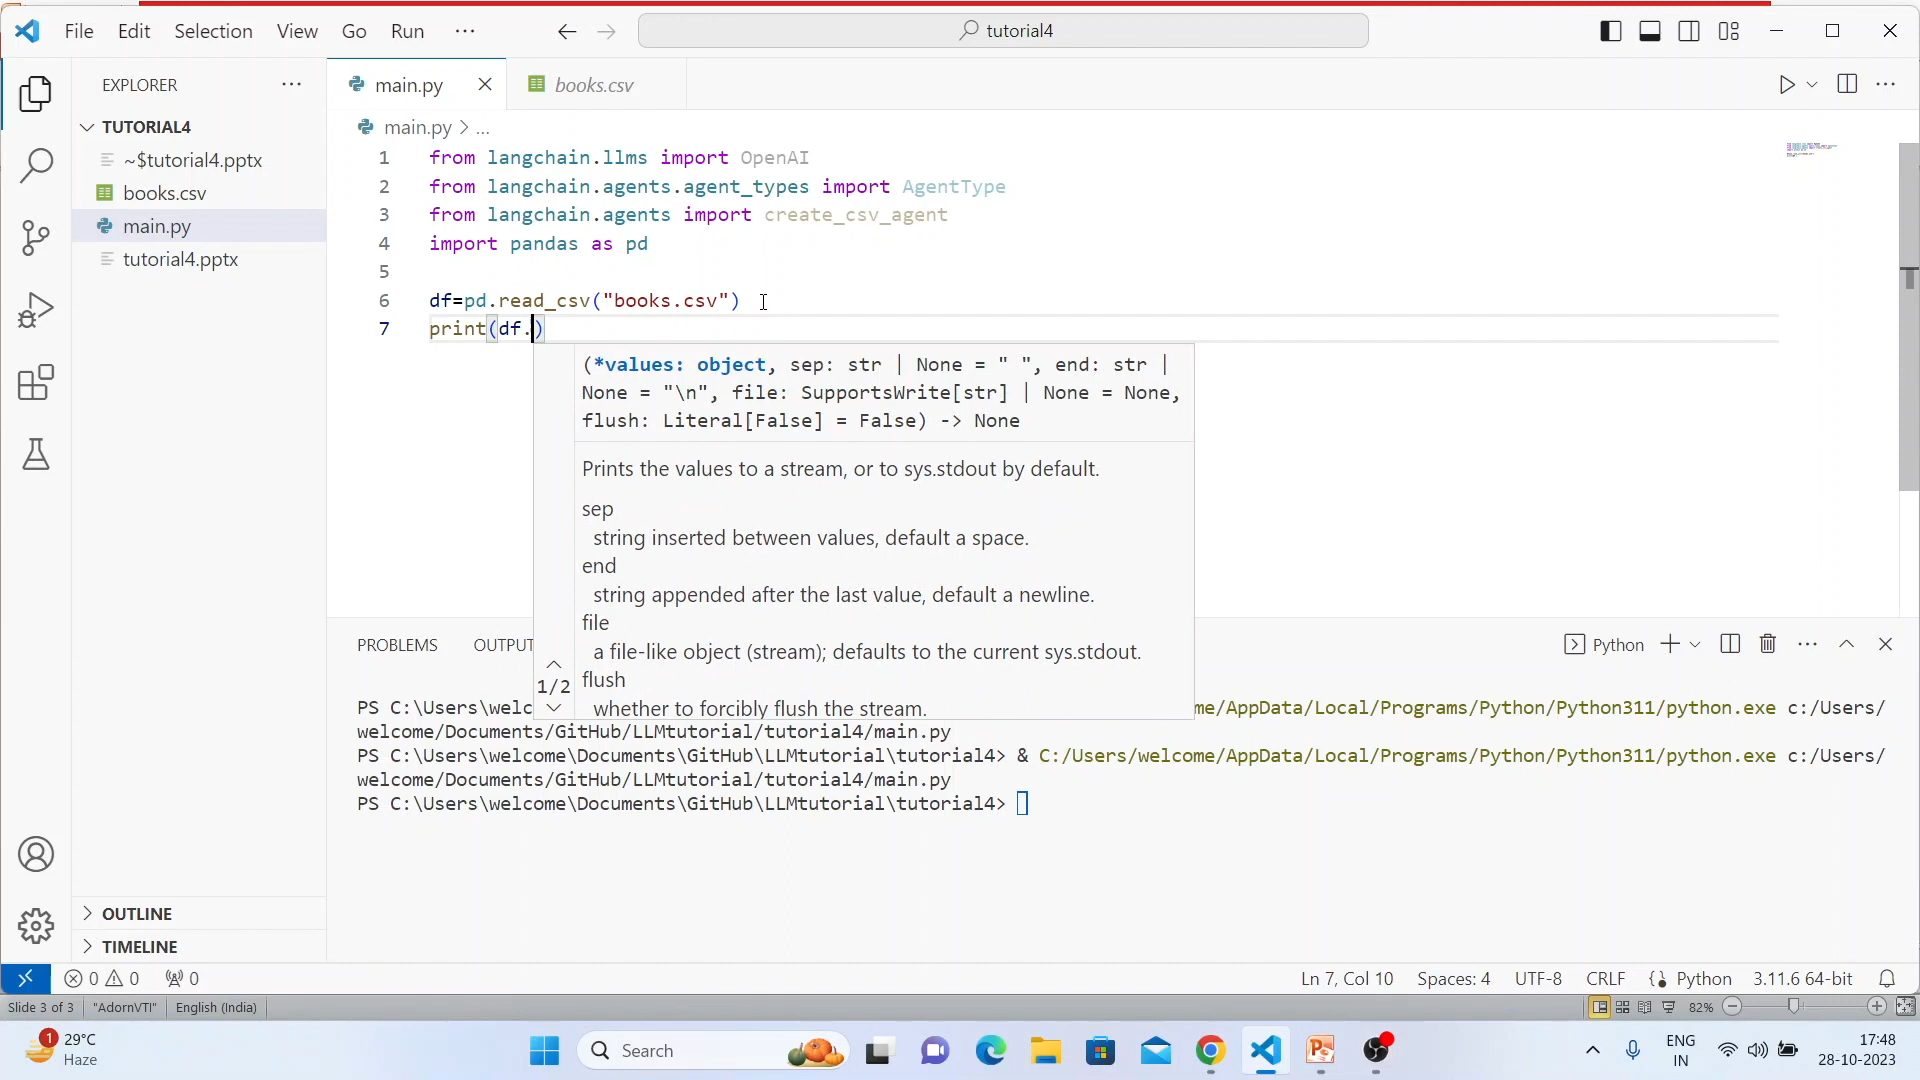 File Edit Selection View Go Run ··· tutorial4
EXPLORER ···
main.py books.csv
TUTORIAL4
~$tutorial4.pptx
books.csv
main.py
tutorial4.pptx
main.py > ...
1 from langchain.llms import OpenAI
2 from langchain.agents.agent_types import AgentType
3 from langchain.agents import create_csv_agent
4 import pandas as pd
5
6 df=pd.read_csv("books.csv")
7 print(df.)
(*values: object, sep: str | None = " ", end: str |
None = "\n", file: SupportsWrite[str] | None = None,
flush: Literal[False] = False) -> None
Prints the values to a stream, or to sys.stdout by default.
sep
string inserted between values, default a space.
end
string appended after the last value, default a newline.
file
a file-like object (stream); defaults to the current sys.stdout.
flush
whether to forcibly flush the stream.
1/2
PROBLEMS OUTPUT Python
PS C:\Users\welc me/AppData/Local/Programs/Python/Python311/python.exe c:/Users/
welcome/Documents/GitHub/LLMtutorial/tutorial4/main.py
PS C:\Users\welcome\Documents\GitHub\LLMtutorial\tutorial4> & C:/Users/welcome/AppData/Local/Programs/Python/Python311/python.exe c:/Users/
welcome/Documents/GitHub/LLMtutorial/tutorial4/main.py
PS C:\Users\welcome\Documents\GitHub\LLMtutorial\tutorial4>
OUTLINE
TIMELINE
0 0 0 Ln 7, Col 10 Spaces: 4 UTF-8 CRLF Python 3.11.6 64-bit
Slide 3 of 3 "AdornVTI" English (India) 82%
1 29°C
Haze
Search
ENG
IN
17:48
28-10-2023